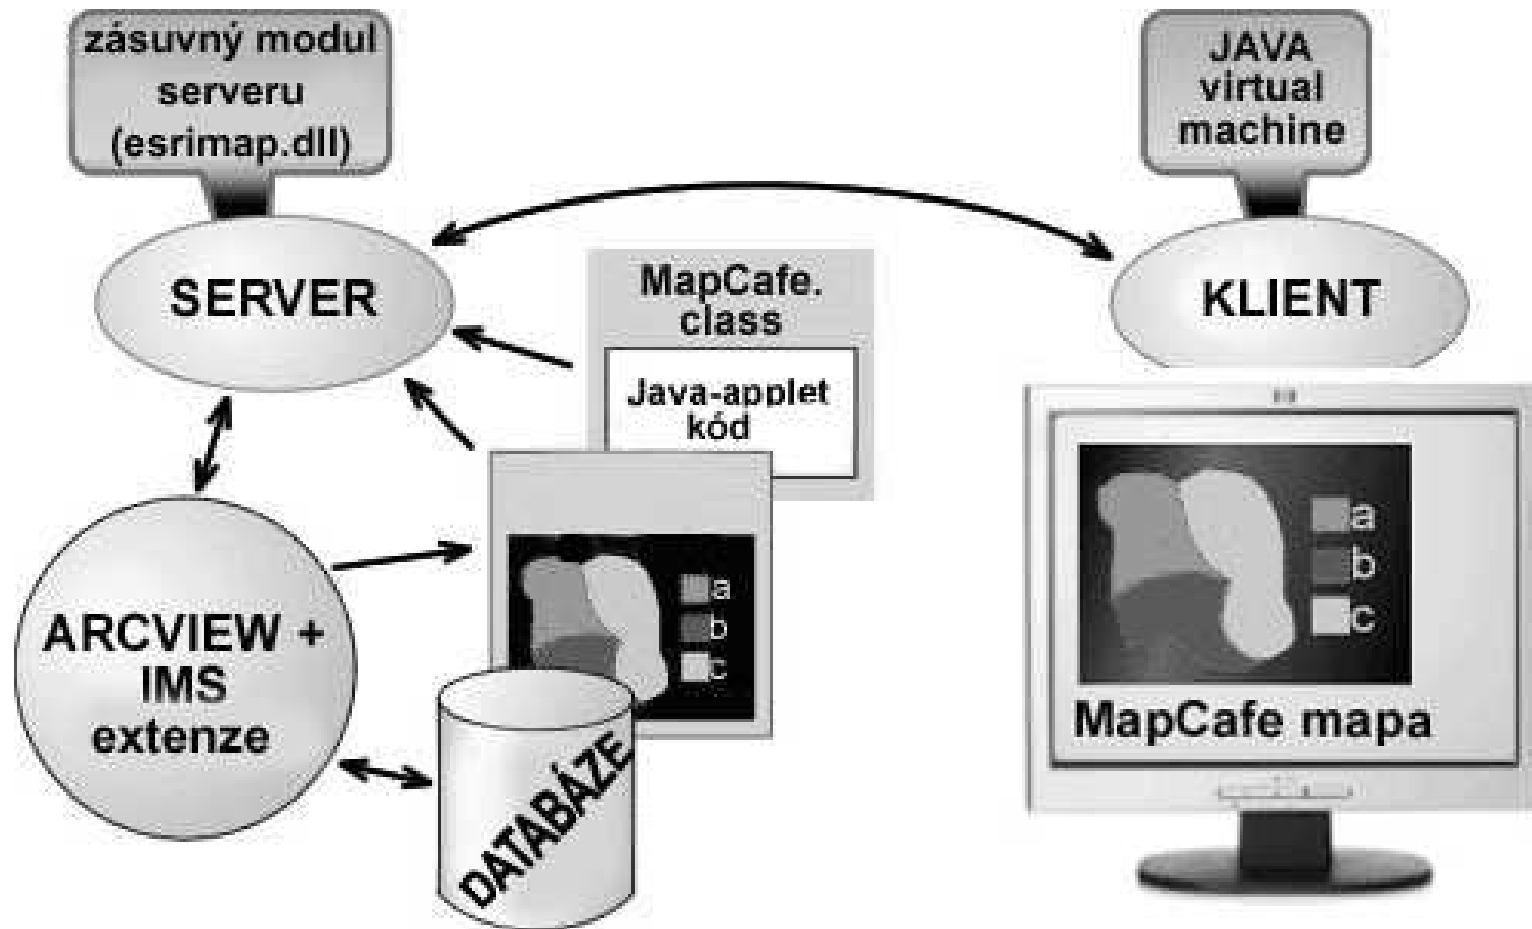 zásuvný modul
serveru
(esrimap.dll)
SERVER
JAVA
virtual
machine
KLIENT
MapCafe.
class
Java-applet
kód
a
b
c
ARCVIEW +
IMS
extenze
DATABÁZE
a
b
c
MapCafe mapa